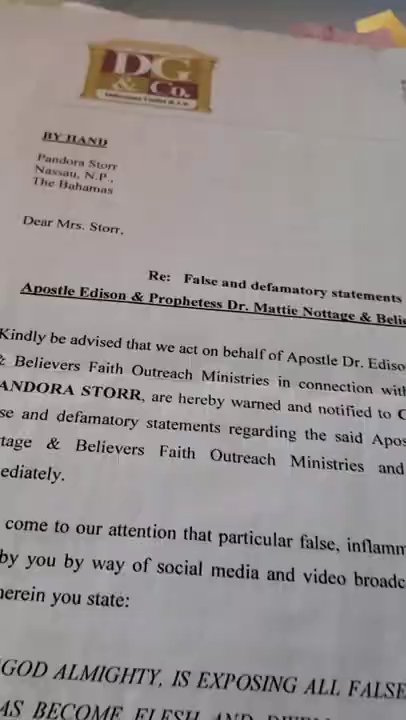 DG
& Co.
BY HAND
Pandora Storr
Nassau, N.P.,
The Bahamas
Dear Mrs. Storr,
Re: False and defamatory statements
Apostle Edison & Prophetess Dr. Mattie Nottage & Belie
Kindly be advised that we act on behalf of Apostle Dr. Ediso
& Believers Faith Outreach Ministries in connection with
ANDORA STORR, are hereby warned and notified to C
se and defamatory statements regarding the said Apos
tage & Believers Faith Outreach Ministries and
ediately.
come to our attention that particular false, inflamm
by you by way of social media and video broadc
herein you state:
GOD ALMIGHTY, IS EXPOSING ALL FALSE
AS BECOME FLESH AND